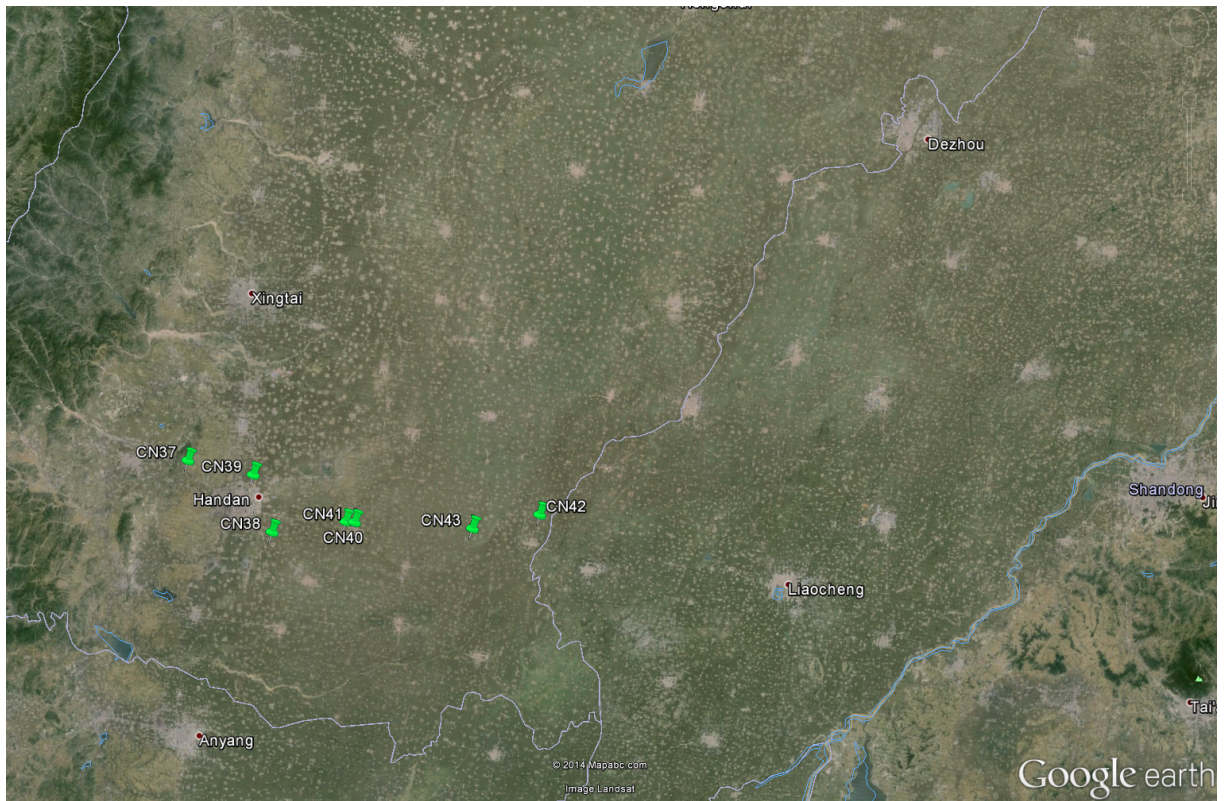 Dezhou
Xingtai
CN37
CN39
Handan
CN41
CN43
CN42
CN38
CN40
Shandong
Liaocheng
Anyang
© 2014 Mapabc.com
Image Landsat
Google earth